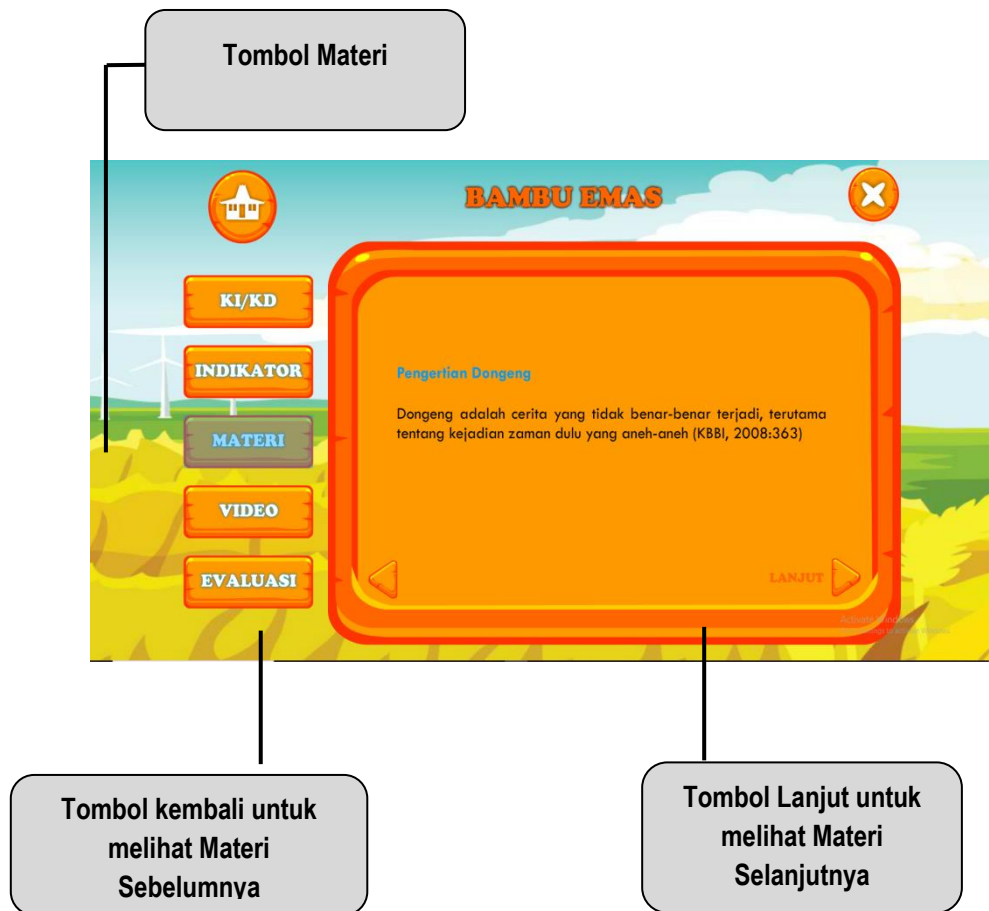 Tombol Materi
BAMBU EMAS
KI/KD
INDIKATOR
MATERI
VIDEO
EVALUASI
Pengertian Dongeng
Dongeng adalah cerita yang tidak benar-benar terjadi, terutama
tentang kejadian zaman dulu yang aneh-aneh (KBBI, 2008:363)
LANJUT
Activate Windows
Tombol kembali untuk
melihat Materi
Sebelumnya
Tombol Lanjut untuk
melihat Materi
Selanjutnya